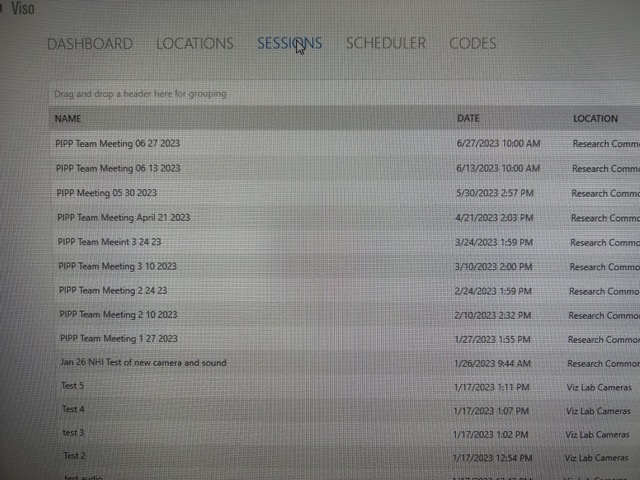 Viso
DASHBOARD LOCATIONS SESSIONS SCHEDULER CODES
Drag and drop a header here for grouping
NAME DATE LOCATION
PIPP Team Meeting 06 27 2023 6/27/2023 10:00 AM Research Commo
PIPP Team Meeting 06 13 2023 6/13/2023 10:00 AM Research Commo
PIPP Meeting 05 30 2023 5/30/2023 2:57 PM Research Commo
PIPP Team Meeting April 21 2023 4/21/2023 2:03 PM Research Commo
PIPP Team Meeint 3 24 23 3/24/2023 1:59 PM Research Commo
PIPP Team Meeting 3 10 2023 3/10/2023 2:00 PM Research Commo
PIPP Team Meeting 2 24 23 2/24/2023 1:59 PM Research Commo
PIPP Team Meeting 2 10 2023 2/10/2023 2:32 PM Research Commo
PIPP Team Meeting 1 27 2023 1/27/2023 1:55 PM Research Commo
Jan 26 NHI Test of new camera and sound 1/26/2023 9:44 AM Research Commo
Test 5 1/17/2023 1:11 PM Viz Lab Cameras
Test 4 1/17/2023 1:07 PM Viz Lab Cameras
test 3 1/17/2023 1:02 PM Viz Lab Cameras
Test 2 1/17/2023 12:54 PM Viz Lab Cameras
test audio